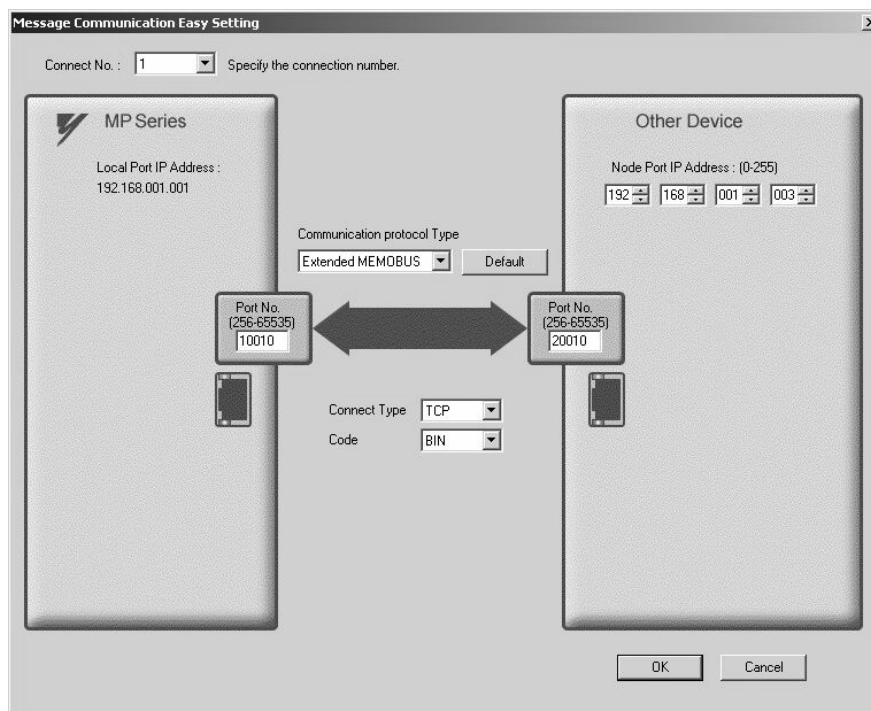 Message Communication Easy Setting
Connect No. : 1 Specify the connection number.
MP Series
Local Port IP Address :
192.168.001.001
Other Device
Node Port IP Address : (0-255)
192 168 001 003
Communication protocol Type
Extended MEMOBUS Default
Port No.
(256-65535)
10010
Port No.
(256-65535)
20010
Connect Type TCP
Code BIN
OK Cancel